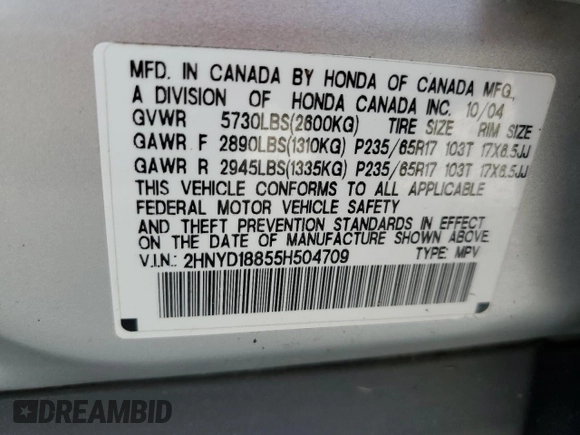 MFD. IN CANADA BY HONDA OF CANADA MFG.,
A DIVISION OF HONDA CANADA INC. 10/04
GVWR 5730LBS(2600KG) TIRE SIZE RIM SIZE
GAWR F 2890LBS(1310KG) P235/65R17 103T 17X6.5JJ
GAWR R 2945LBS(1335KG) P235/65R17 103T 17X6.5JJ
THIS VEHICLE CONFORMS TO ALL APPLICABLE
FEDERAL MOTOR VEHICLE SAFETY
AND THEFT PREVENTION STANDARDS IN EFFECT
ON THE DATE OF MANUFACTURE SHOWN ABOVE.
V.I.N.: 2HNYD18855H504709 TYPE: MPV
DREAMBID